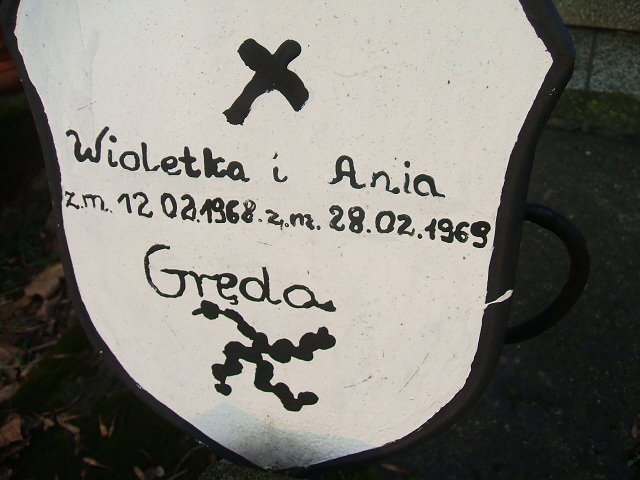 Wioletka i Ania
z.m. 12 02.1968. z.m. 28.02.1969
Gręda